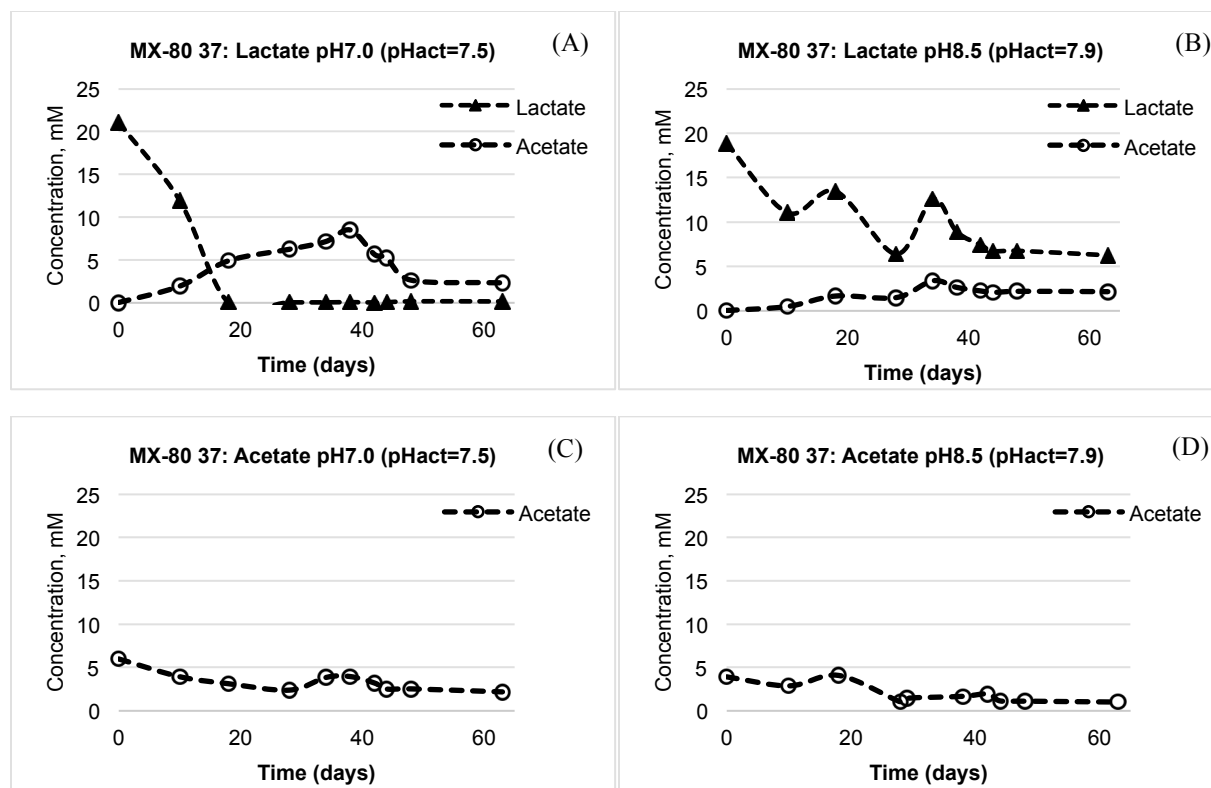 MX-80 37: Lactate pH7.0 (pHact=7.5)
(A)
25
20
15
10
5
0
Concentration, mM
Lactate
Acetate
0 20 40 60
Time (days)
MX-80 37: Lactate pH8.5 (pHact=7.9)
(B)
25
20
15
10
5
0
Concentration, mM
Lactate
Acetate
0 20 40 60
Time (days)
MX-80 37: Acetate pH7.0 (pHact=7.5)
(C)
25
20
15
10
5
0
Concentration, mM
Acetate
0 20 40 60
Time (days)
MX-80 37: Acetate pH8.5 (pHact=7.9)
(D)
25
20
15
10
5
0
Concentration, mM
Acetate
0 20 40 60
Time (days)